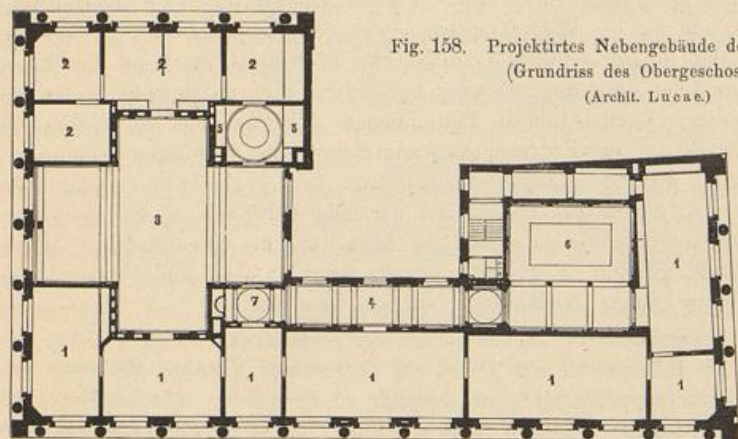 Fig. 158. Projektirtes Nebengebäude
(Grundriss des Obergeschos
(Archit. Lucae.)
2 2 2
1
2 5 5
3
6 1
7 4
1 1 1 1 1 1